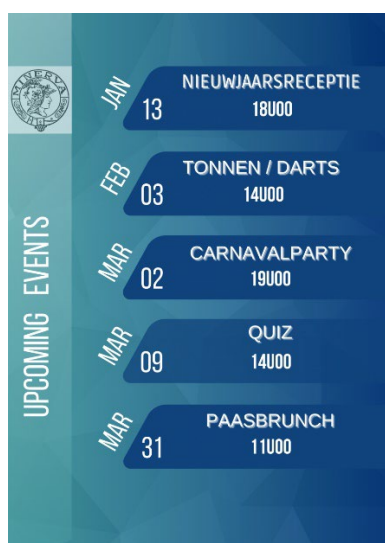 MINERVA
UPCOMING EVENTS
JAN
13
NIEUWJAARSRECEPTIE
18U00
FEB
03
TONNEN / DARTS
14U00
MAR
02
CARNAVALPARTY
19U00
MAR
09
QUIZ
14U00
MAR
31
PAASBRUNCH
11U00